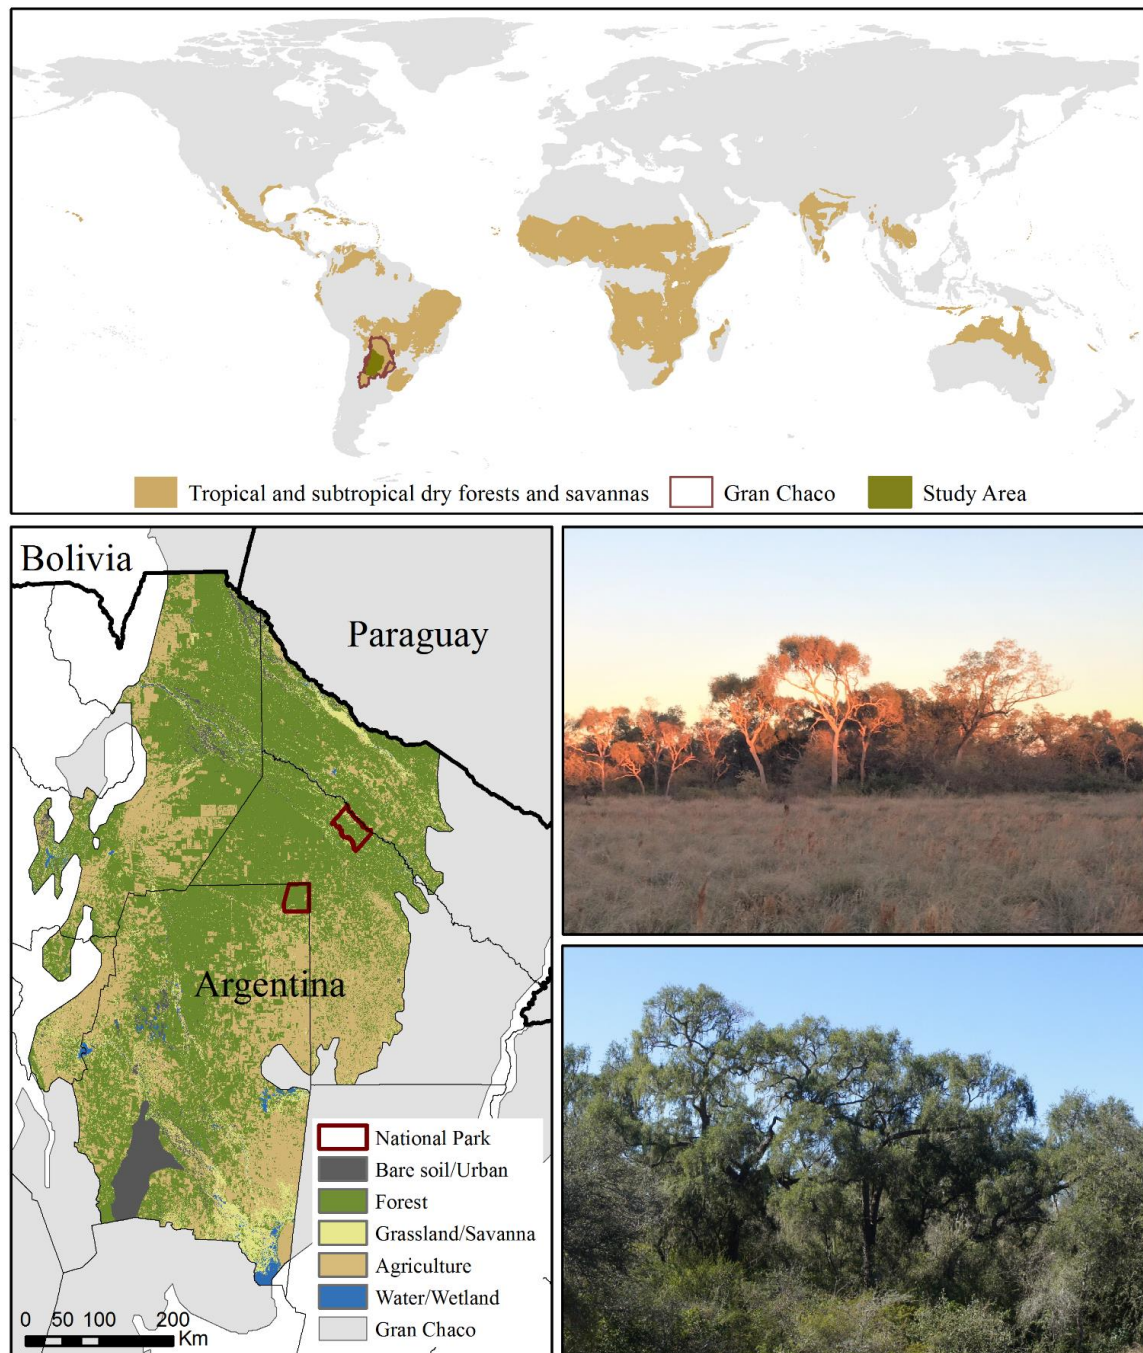 Tropical and subtropical dry forests and savannas
Gran Chaco
Study Area
Bolivia
Paraguay
Argentina
National Park
Bare soil/Urban
Forest
Grassland/Savanna
Agriculture
Water/Wetland
Gran Chaco
0 50 100 200
Km